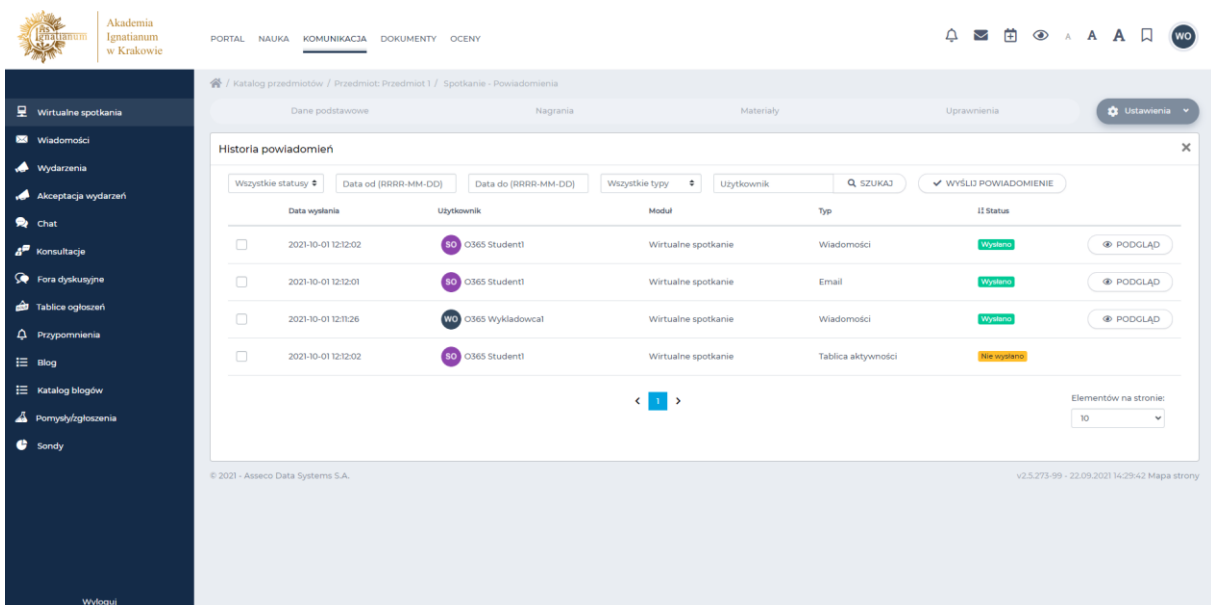 Ignatianum
Akademia
Ignatianum
w Krakowie
PORTAL NAUKA KOMUNIKACJA DOKUMENTY OCENY
A A A
WO
/ Katalog przedmiotów / Przedmiot: Przedmiot 1 / Spotkanie - Powiadomienia
Dane podstawowe Nagrania Materiały Uprawnienia Ustawienia
Wirtualne spotkania
Wiadomości
Wydarzenia
Akceptacja wydarzeń
Chat
Konsultacje
Fora dyskusyjne
Tablice ogłoszeń
Przypomnienia
Blog
Katalog blogów
Pomysły/zgłoszenia
Sondy
Wyloguj
Historia powiadomień
Wszystkie statusy Data od (RRRR-MM-DD) Data do (RRRR-MM-DD) Wszystkie typy Użytkownik SZUKAJ WYŚLIJ POWIADOMIENIE
Data wysłania Użytkownik Moduł Typ Status
2021-10-01 12:12:02 SO O365 Student1 Wirtualne spotkanie Wiadomości Wysłano PODGLĄD
2021-10-01 12:12:01 SO O365 Student1 Wirtualne spotkanie Email Wysłano PODGLĄD
2021-10-01 12:11:26 WO O365 Wykladowca1 Wirtualne spotkanie Wiadomości Wysłano PODGLĄD
2021-10-01 12:12:02 SO O365 Student1 Wirtualne spotkanie Tablica aktywności Nie wysłano
1
Elementów na stronie:
10
© 2021 - Asseco Data Systems S.A.
v2.5.273-99 - 22.09.2021 14:29:42 Mapa strony